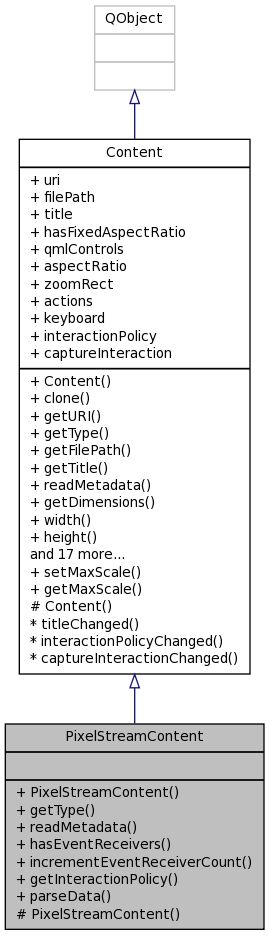 QObject
Content
+ uri
+ filePath
+ title
+ hasFixedAspectRatio
+ qmlControls
+ aspectRatio
+ zoomRect
+ actions
+ keyboard
+ interactionPolicy
+ captureInteraction
+ Content()
+ clone()
+ getURI()
+ getType()
+ getFilePath()
+ getTitle()
+ readMetadata()
+ getDimensions()
+ width()
+ height()
and 17 more...
+ setMaxScale()
+ getMaxScale()
# Content()
* titleChanged()
* interactionPolicyChanged()
* captureInteractionChanged()
PixelStreamContent
+ PixelStreamContent()
+ getType()
+ readMetadata()
+ hasEventReceivers()
+ incrementEventReceiverCount()
+ getInteractionPolicy()
+ parseData()
# PixelStreamContent()